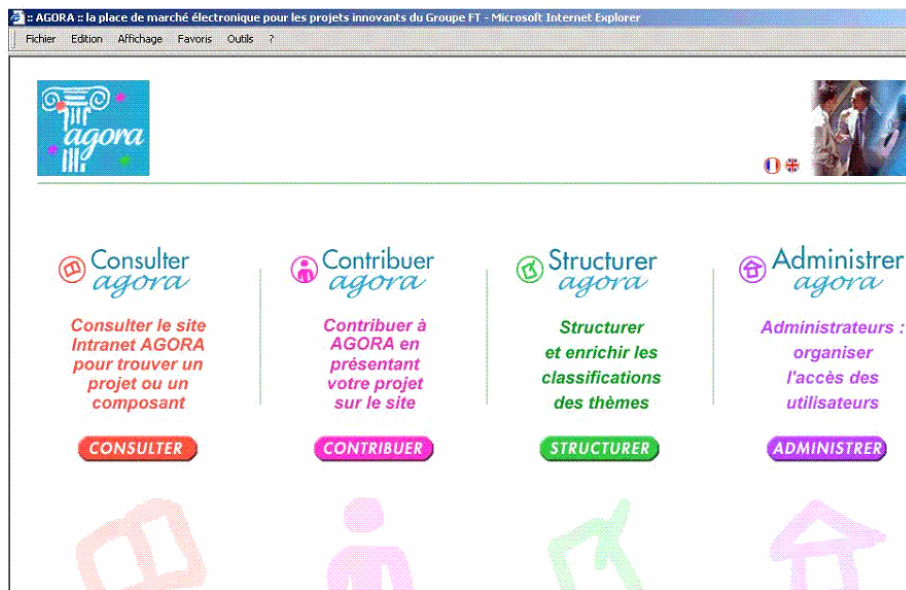 :: AGORA :: la place de marché électronique pour les projets innovants du Groupe FT - Microsoft Internet Explorer
Fichier Edition Affichage Favoris Outils ?
agora
Consulter
agora
Consulter le site
Intranet AGORA
pour trouver un
projet ou un
composant
CONSULTER
Contribuer
agora
Contribuer à
AGORA en
présentant
votre projet
sur le site
CONTRIBUER
Structurer
agora
Structurer
et enrichir les
classifications
des thèmes
STRUCTURER
Administrer
agora
Administrateurs :
organiser
l'accès des
utilisateurs
ADMINISTRER